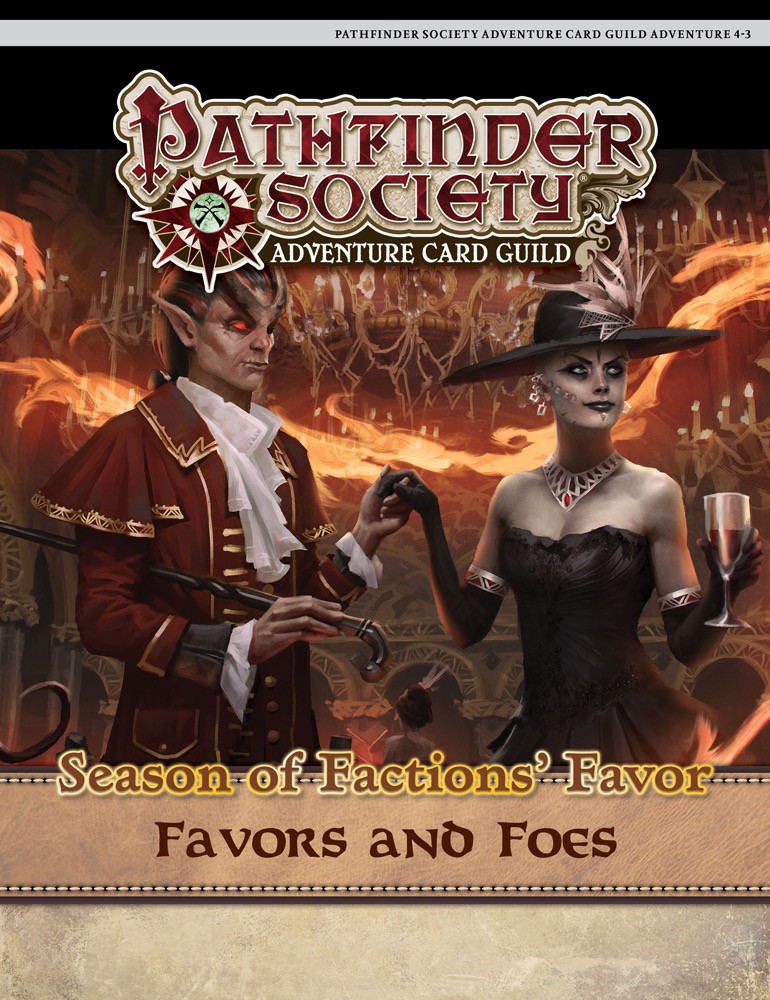 PATHFINDER SOCIETY ADVENTURE CARD GUILD ADVENTURE 4-3
PATHFINDER
SOCIETY®
ADVENTURE CARD GUILD
Season of Factions' Favor
FAVORS AND FOES